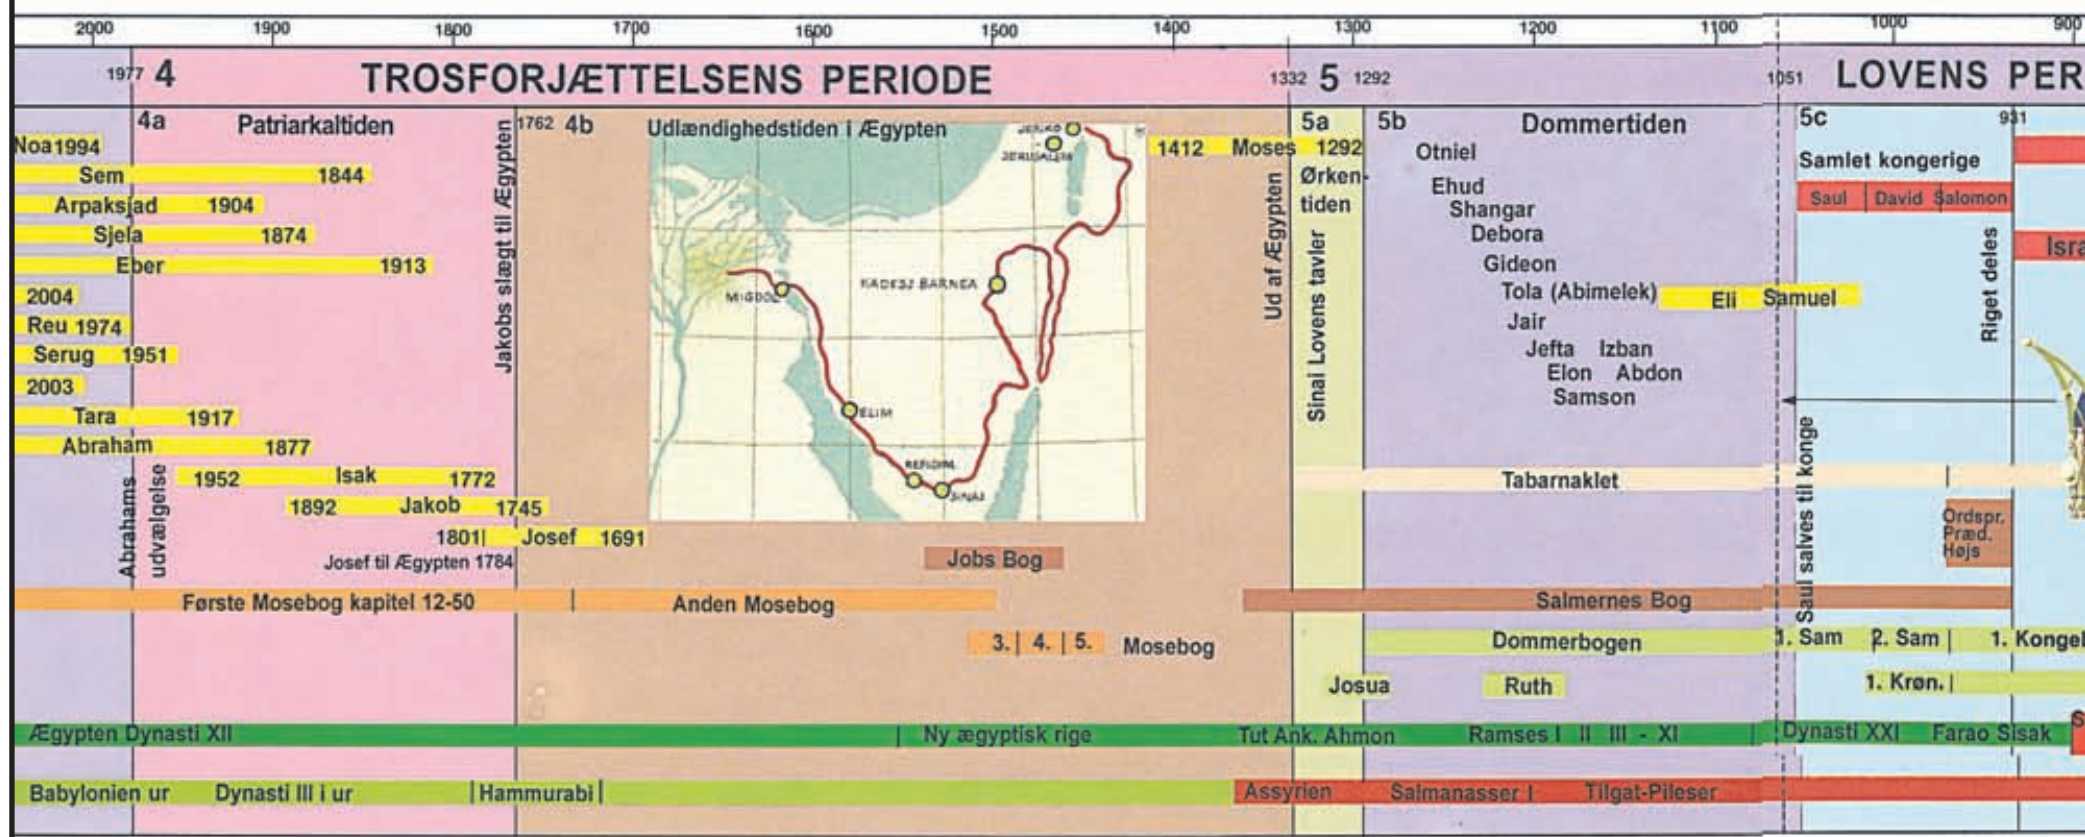 2000 1900 1800 1700 1600 1500 1400 1300 1200 1100 1000 900
1977 4 TROSFORJÆTTELSENS PERIODE 1332 5 1292 1051 LOVENS PER
4a Patriarkaltiden
1762 4b Udlændighedstiden i Ægypten
5a
5b Dommertiden
5c
931
Noa 1994
Sem 1844
Arpaksjad 1904
Sjela 1874
Eber 1913
2004
Reu 1974
Serug 1951
2003
Tara 1917
Abraham 1877
1952 Isak 1772
1892 Jakob 1745
1801 Josef 1691
Josef til Ægypten 1784
Abrahams
udvælgelse
Jakobs slægt til Ægypten
JERUSALEM
MIGDOL
KADESJ BARNEA
ELIM
REFIDIM
SINAI
1412 Moses 1292
Ud af Ægypten
Ørken-
tiden
Sinai Lovens tavler
Otniel
Ehud
Shangar
Debora
Gideon
Tola (Abimelek)
Eli Samuel
Jair
Jefta Izban
Elon Abdon
Samson
Samlet kongerige
Saul David Salomon
Isra
Riget deles
Saul salves til konge
Tabarnaklet
Ordspr.
Præd.
Højs
Jobs Bog
Første Mosebog kapitel 12-50 Anden Mosebog
Salmernes Bog
3. 4. 5. Mosebog
Dommerbogen 1. Sam 2. Sam 1. Kongel
Josua Ruth 1. Krøn.
Ægypten Dynasti XII Ny ægyptisk rige Tut Ank. Ahmon Ramses I II III - XI Dynasti XXI Farao Sisak S
Babylonien ur Dynasti III i ur Hammurabi Assyrien Salmanasser I Tilgat-Pileser